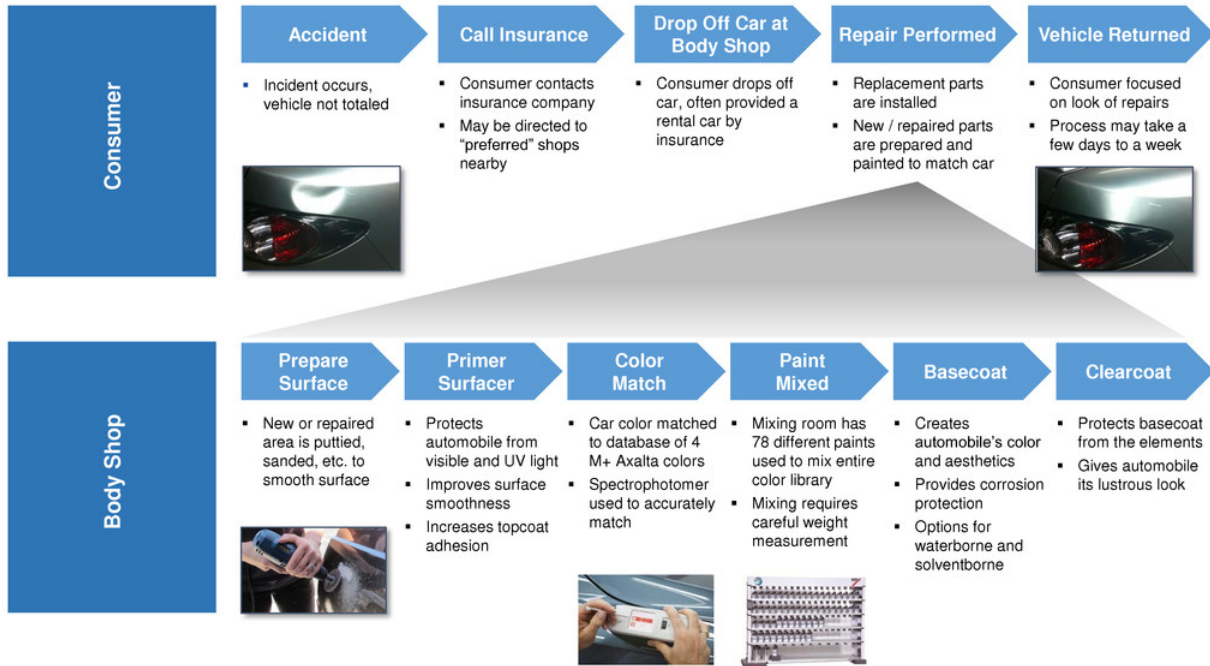 Consumer
Accident
▪ Incident occurs,
vehicle not totaled
Call Insurance
▪ Consumer contacts
insurance company
▪ May be directed to
“preferred” shops
nearby
Drop Off Car at
Body Shop
▪ Consumer drops off
car, often provided a
rental car by
insurance
Repair Performed
▪ Replacement parts
are installed
▪ New / repaired parts
are prepared and
painted to match car
Vehicle Returned
▪ Consumer focused
on look of repairs
▪ Process may take a
few days to a week
Body Shop
Prepare
Surface
▪ New or repaired
area is puttied,
sanded, etc. to
smooth surface
Primer
Surfacer
▪ Protects
automobile from
visible and UV light
▪ Improves surface
smoothness
▪ Increases topcoat
adhesion
Color
Match
▪ Car color matched
to database of 4
M+ Axalta colors
▪ Spectrophotomer
used to accurately
match
Paint
Mixed
▪ Mixing room has
78 different paints
used to mix entire
color library
▪ Mixing requires
careful weight
measurement
Basecoat
▪ Creates
automobile’s color
and aesthetics
▪ Provides corrosion
protection
▪ Options for
waterborne and
solventborne
Clearcoat
▪ Protects basecoat
from the elements
▪ Gives automobile
its lustrous look